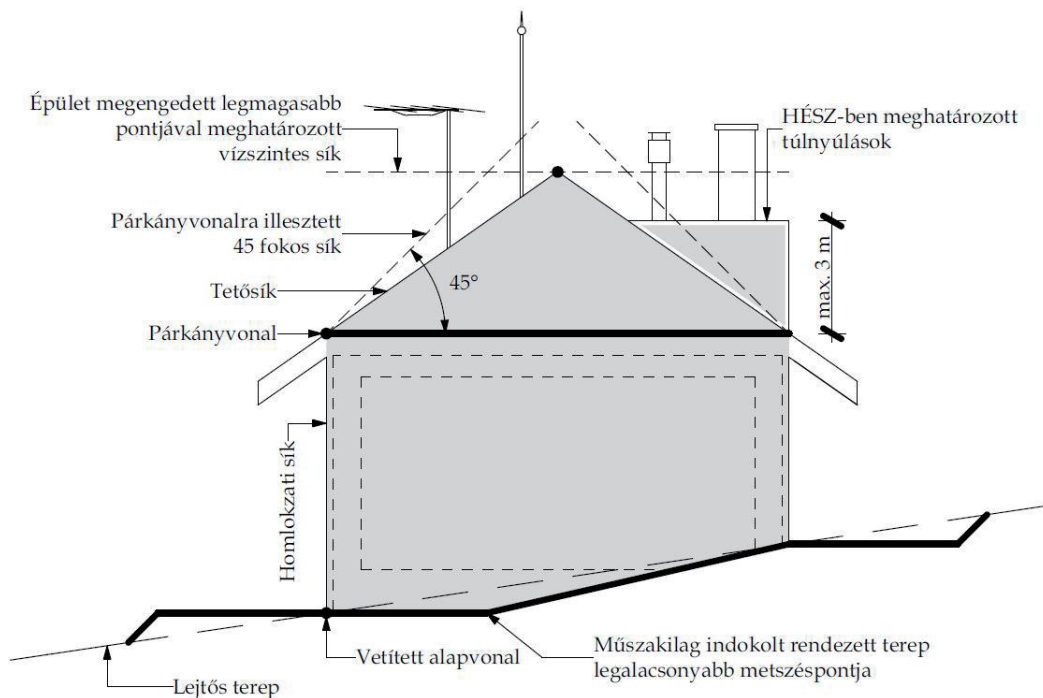 Épület megengedett legmagasabb
pontjával meghatározott
vízszintes sík
HÉSZ-ben meghatározott
túlnyúlások
Párkányvonalra illesztett
45 fokos sík
Tetősík
45°
max. 3 m
Párkányvonal
Homlokzati sík
Vetített alapvonal
Műszakilag indokolt rendezett terep
legalacsonyabb metszéspontja
Lejtős terep